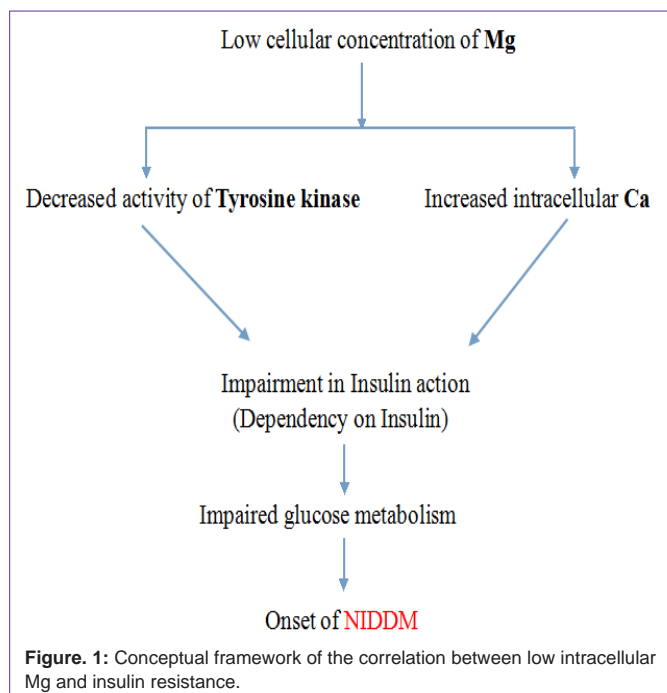 Low cellular concentration of Mg
Decreased activity of Tyrosine kinase
Increased intracellular Ca
Impairment in Insulin action
(Dependency on Insulin)
Impaired glucose metabolism
Onset of NIDDM
Figure. 1: Conceptual framework of the correlation between low intracellular
Mg and insulin resistance.